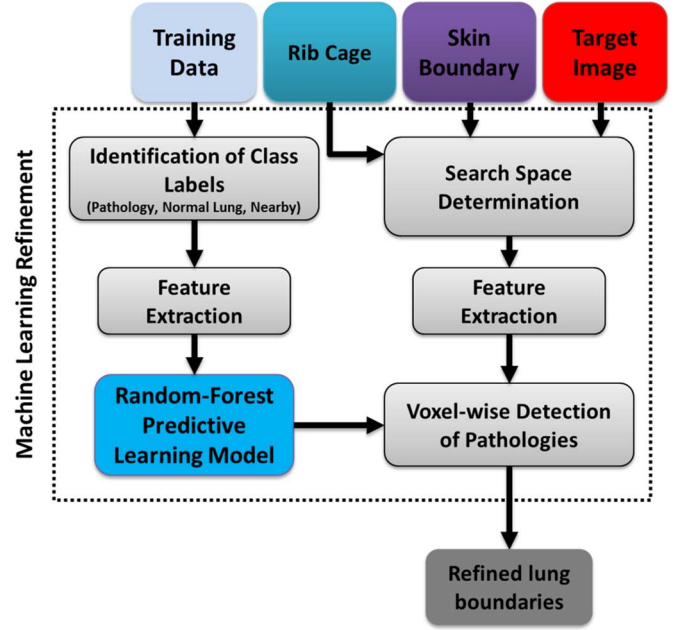 Training
Data
Rib Cage
Skin
Boundary
Target
Image
Machine Learning Refinement
Identification of Class
Labels
(Pathology, Normal Lung, Nearby)
Search Space
Determination
Feature
Extraction
Feature
Extraction
Random-Forest
Predictive
Learning Model
Voxel-wise Detection
of Pathologies
Refined lung
boundaries